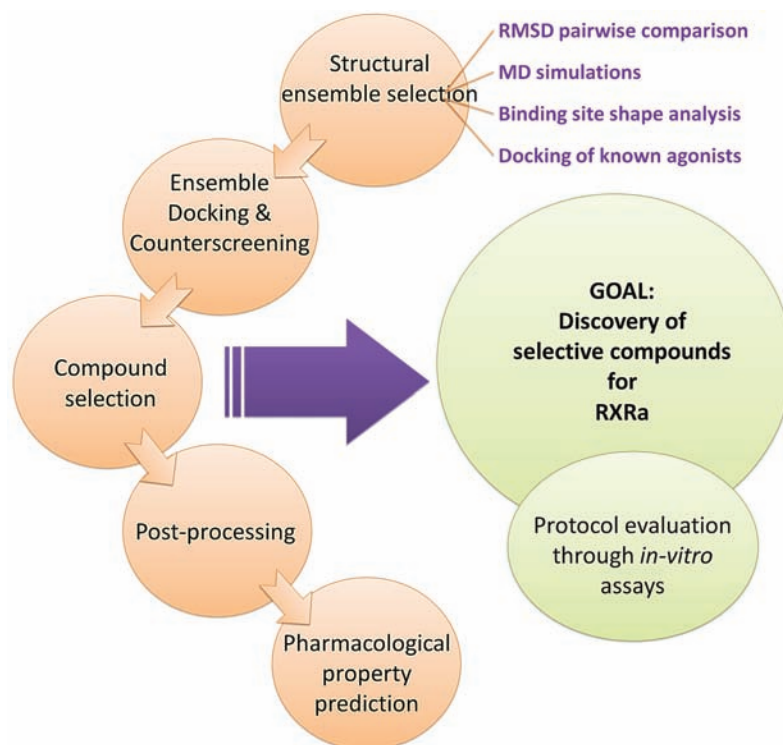 Structural
ensemble selection
RMSD pairwise comparison
MD simulations
Binding site shape analysis
Docking of known agonists
Ensemble
Docking &
Counterscreening
Compound
selection
Post-processing
Pharmacological
property
prediction
GOAL:
Discovery of
selective compounds
for
RXRa
Protocol evaluation
through in-vitro
assays